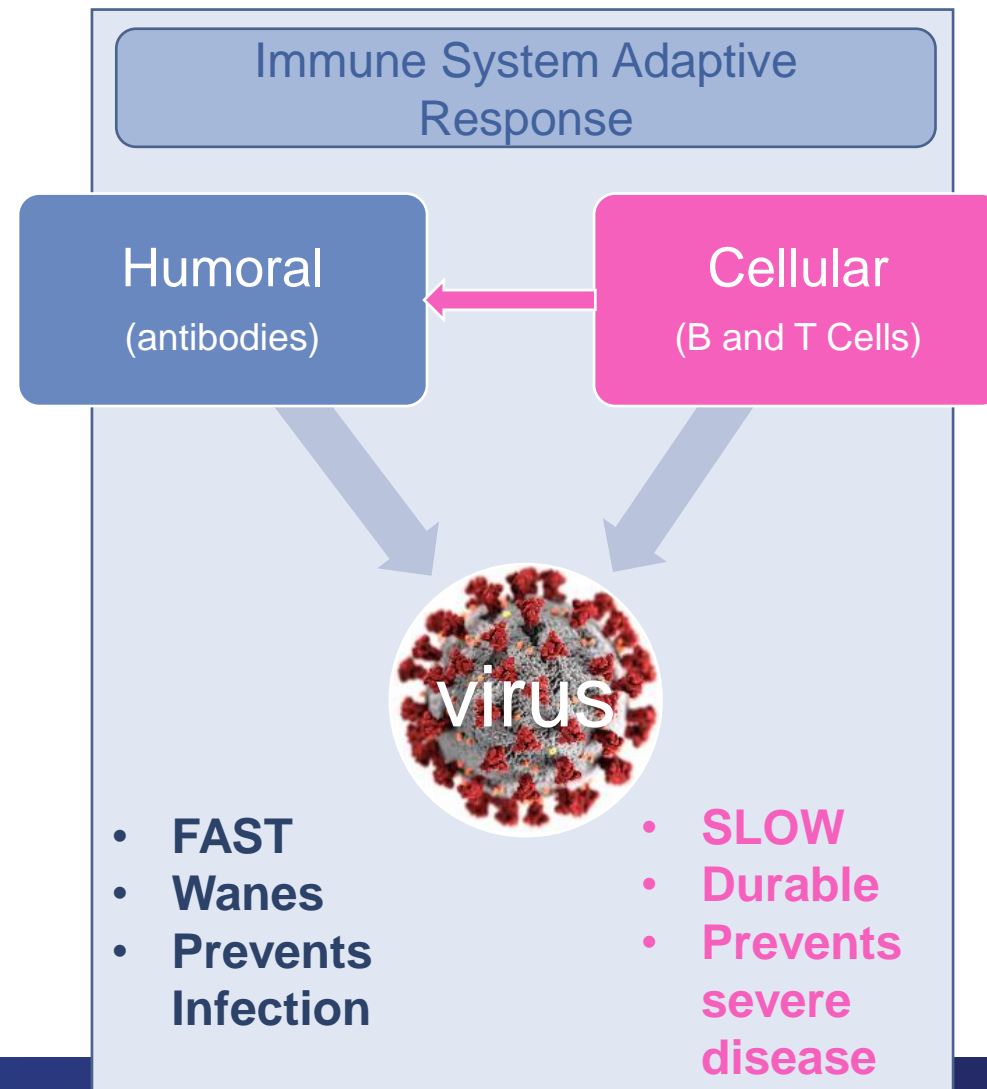 Immune System Adaptive
Response
Humoral
(antibodies)
Cellular
(B and T Cells)
virus
• FAST
• Wanes
• Prevents
Infection
• SLOW
• Durable
• Prevents
severe
disease